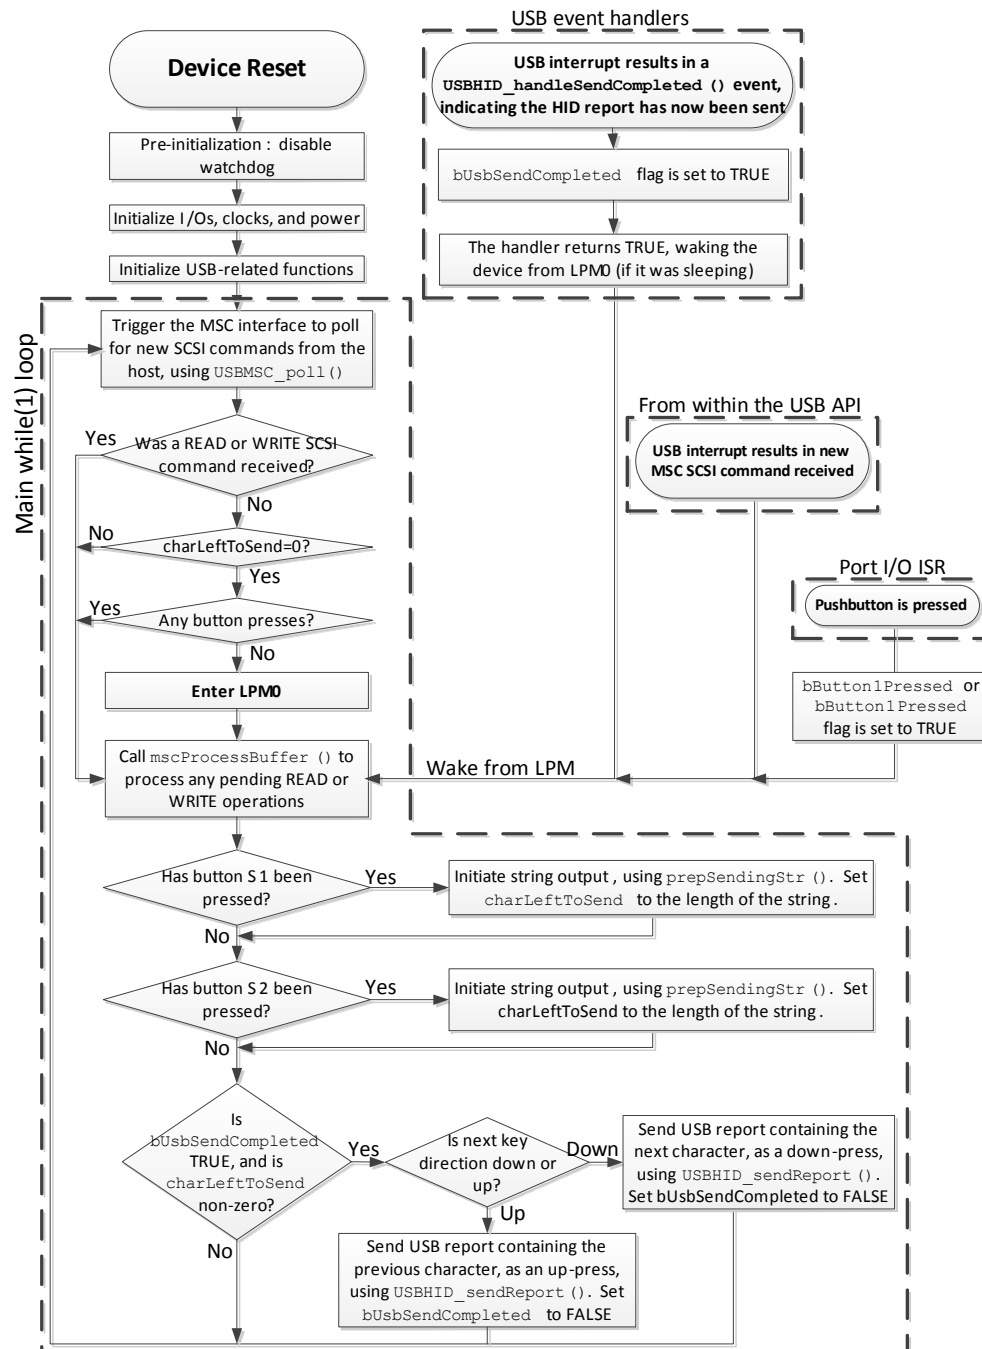 USB event handlers
Device Reset
USB interrupt results in a
USBHID_handleSendCompleted () event,
indicating the HID report has now been sent
Pre-initialization : disable
watchdog
bUsbSendCompleted flag is set to TRUE
Initialize I/Os, clocks, and power
The handler returns TRUE, waking the
device from LPM0 (if it was sleeping)
Initialize USB-related functions
Main while(1) loop
Trigger the MSC interface to poll
for new SCSI commands from the
host, using USBMSC_poll()
From within the USB API
USB interrupt results in new
MSC SCSI command received
Yes
Was a READ or WRITE SCSI
command received?
No
No
charLeftToSend=0?
Yes
Port I/O ISR
Pushbutton is pressed
Yes
Any button presses?
No
Enter LPM0
bButton1Pressed or
bButton1Pressed
flag is set to TRUE
Call mscProcessBuffer () to
process any pending READ or
WRITE operations
Wake from LPM
Has button S1 been
pressed?
Yes
Initiate string output , using prepSendingStr (). Set
charLeftToSend to the length of the string .
No
Has button S2 been
pressed?
Yes
Initiate string output , using prepSendingStr (). Set
charLeftToSend to the length of the string .
No
Is
bUsbSendCompleted
TRUE, and is
charLeftToSend
non-zero?
Yes
Is next key
direction down or
up?
Down
Send USB report containing the
next character, as a down-press,
using USBHID_sendReport (). 
Set bUsbSendCompleted to FALSE
Up
No
Send USB report containing the
previous character, as an up-press,
using USBHID_sendReport (). Set
bUsbSendCompleted to FALSE